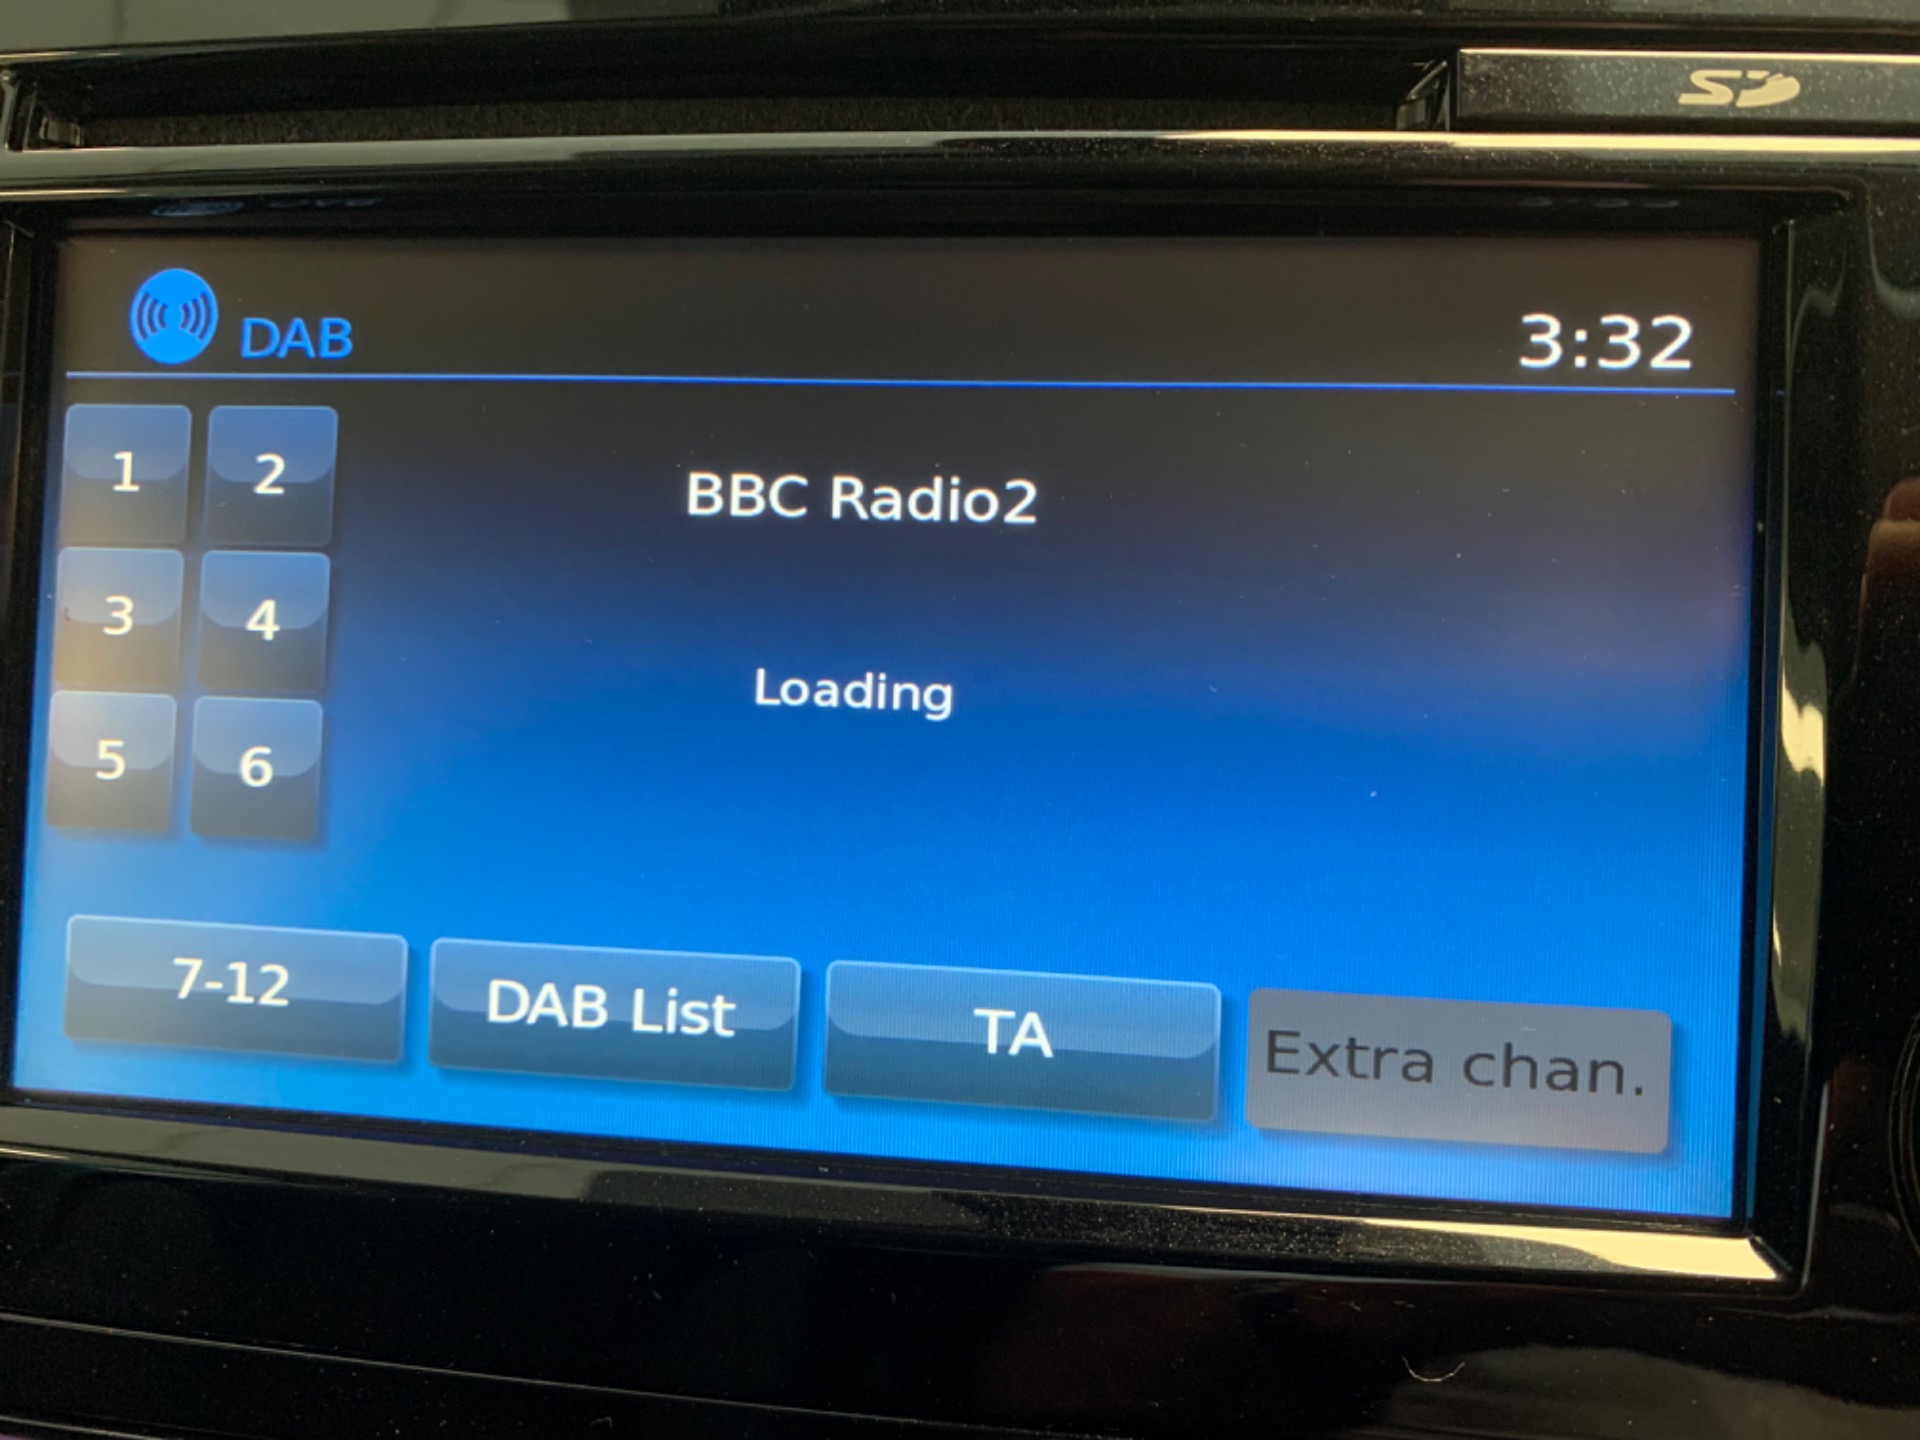 SD
DAB
3:32
1 2
BBC Radio2
3 4
Loading
5 6
7-12 DAB List TA Extra chan.